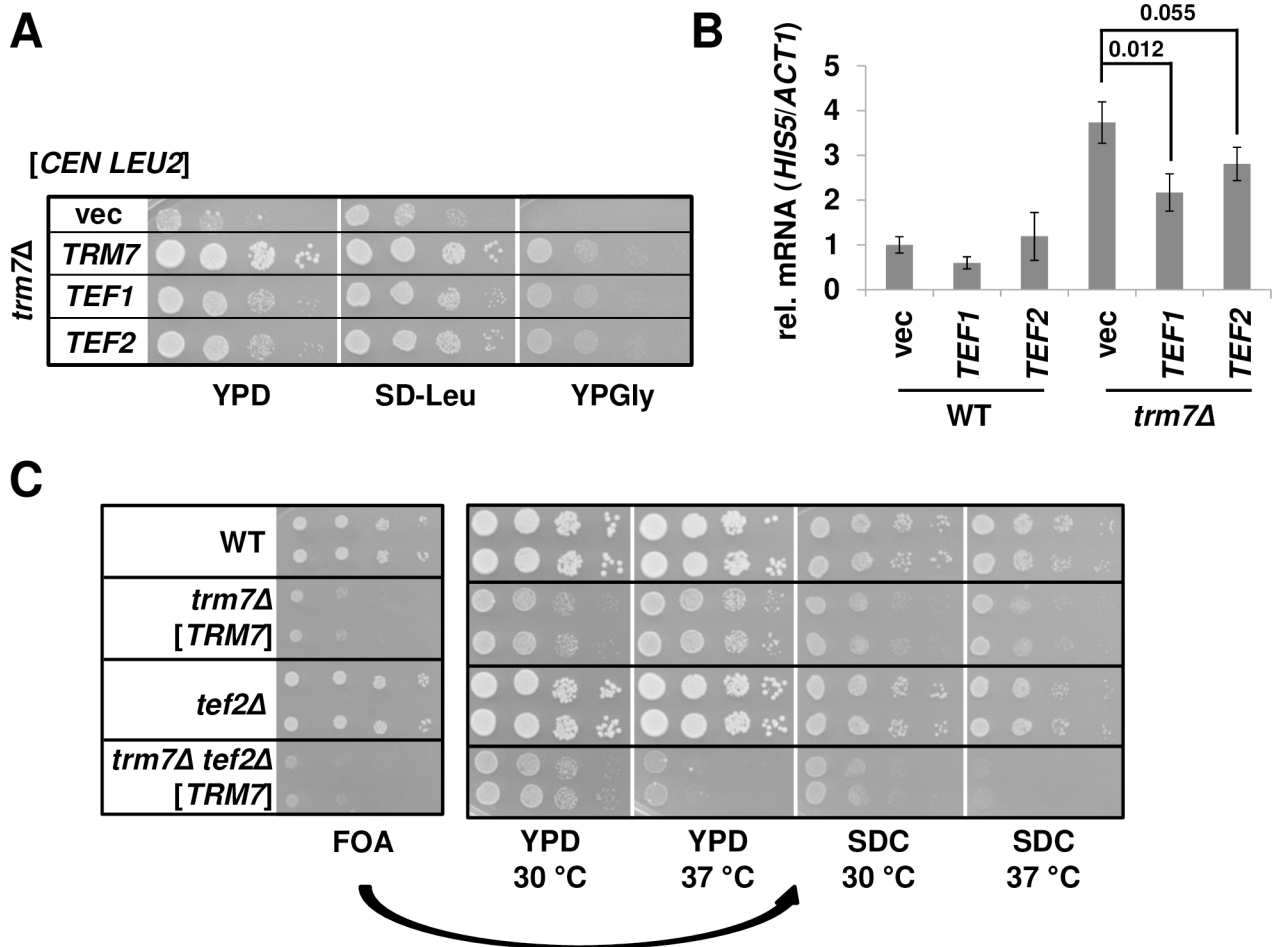 A
[CEN LEU2]
trm7Δ
vec
TRM7
TEF1
TEF2
YPD
SD-Leu
YPGly
B
0.055
0.012
rel. mRNA (HIS5/ACT1)
5
4
3
2
1
0
vec
TEF1
TEF2
vec
TEF1
TEF2
WT
trm7Δ
C
WT
trm7Δ
[TRM7]
tef2Δ
trm7Δ tef2Δ
[TRM7]
FOA
YPD
30 °C
YPD
37 °C
SDC
30 °C
SDC
37 °C